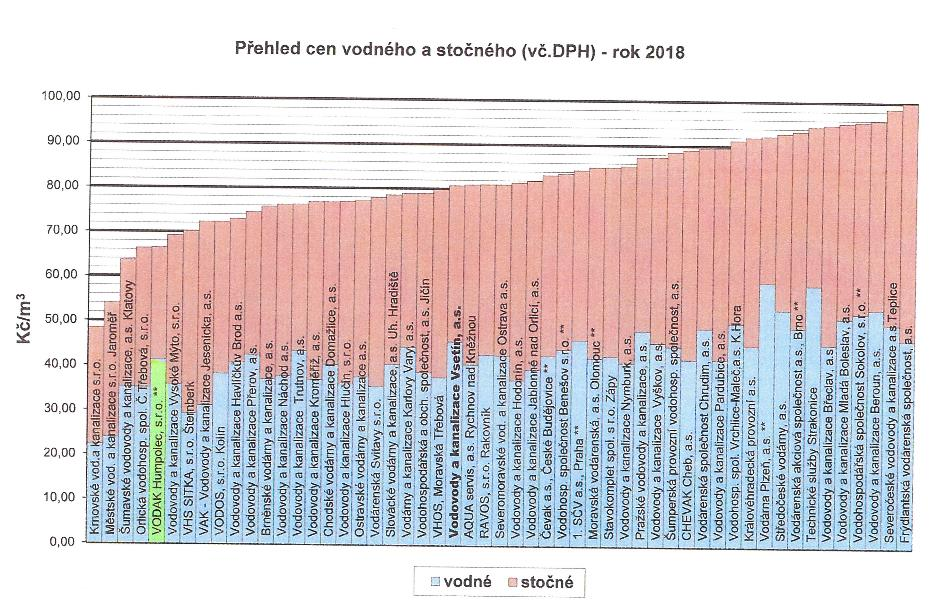 Přehled cen vodného a stočného (vč.DPH) - rok 2018
Kč/m³
100,00
90,00
80,00
70,00
60,00
50,00
40,00
30,00
20,00
10,00
0,00
Krnovské vod.a kanalizace s.r.o.
Městské vod. a kanalizace s.r.o. Jaroměř
Šumavské vodovody a kanalizace, a.s. Klatovy
Orlická vodohosp. spol. Č. Třebová, s.r.o.
VODAK Humpolec, s.r.o. **
Vodovody a kanalizace Vysoké Mýto, s.r.o.
VHS SITKA, s.r.o. Šternberk
VAK - Vodovody a kanalizace Jesenicka, a.s.
VODOS, s.r.o. Kolín
Vodovody a kanalizace Havlíčkův Brod a.s.
Vodovody a kanalizace Přerov, a.s.
Brněnské vodárny a kanalizace, a.s.
Vodovody a kanalizace Náchod a.s.
Vodovody a kanalizace Trutnov, a.s.
Vodovody a kanalizace Kroměříž, a.s.
Chodské vodárny a kanalizace Domažlice, a.s.
Vodovody a kanalizace Hlučín, s.r.o
Ostravské vodárny a kanalizace a.s.
Vodárenská Svitavy s.r.o.
Slovácké vodárny a kanalizace, a.s. Uh. Hradiště
Vodárny a kanalizace Karlovy Vary, a.s.
Vodohospodářská a obch. společnost, a.s. Jičín
VHOS, Moravská Třebová
Vodovody a kanalizace Vsetín, a.s.
AQUA servis, a.s. Rychnov nad Kněžnou
RAVOS, s.r.o. Rakovník
Severomoravské vod. a kanalizace Ostrava a.s.
Vodovody a kanalizace Hodonín, a.s.
Vodovody a kanalizace Jablonné nad Orlicí, a.s.
Čevak a.s., České Budějovice **
Vodohosp. společnost Benešov s.r.o. **
1. SčV a.s., Praha **
Moravská vodárenská, a.s. Olomouc **
Stavokomplet spol. s r.o. Zápy
Vodovody a kanalizace Nymburk, a.s.
Pražské vodovody a kanalizace, a.s.
Vodovody a kanalizace Vyškov, a.s.
Šumperská provozní vodohosp. společnost, a.s.
CHEVAK Cheb, a.s.
Vodárenská společnost Chrudim, a.s.
Vodovody a kanalizace Pardubice, a.s.
Vodohosp. spol. Vrchlice-Maleč,a.s. K.Hora
Královéhradecká provozní a.s.
Vodárna Plzeň, a.s. **
Středočeské vodárny, a.s.
Vodárenská akciová společnost a.s. Brno **
Technické služby Strakonice
Vodovody a kanalizace Břeclav, a.s.
Vodovody a kanalizace Mladá Boleslav, a.s.
Vodohospodářská společnost Sokolov, s.r.o. **
Vodovody a kanalizace Beroun, a.s.
Severočeské vodovody a kanalizace a.s Teplice
Frýdlantská vodárenská společnost, a.s.
vodné
stočné